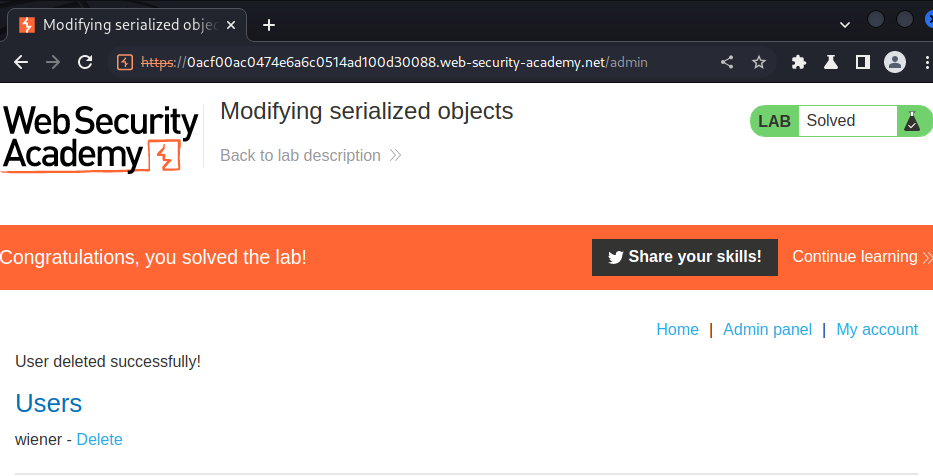 Modifying serialized objec
https://0acf00ac0474e6a6c0514ad100d30088.web-security-academy.net/admin
Web Security
Academy
Modifying serialized objects
Back to lab description
LAB Solved
Congratulations, you solved the lab!
Share your skills!
Continue learning
Home | Admin panel | My account
User deleted successfully!
Users
wiener - Delete